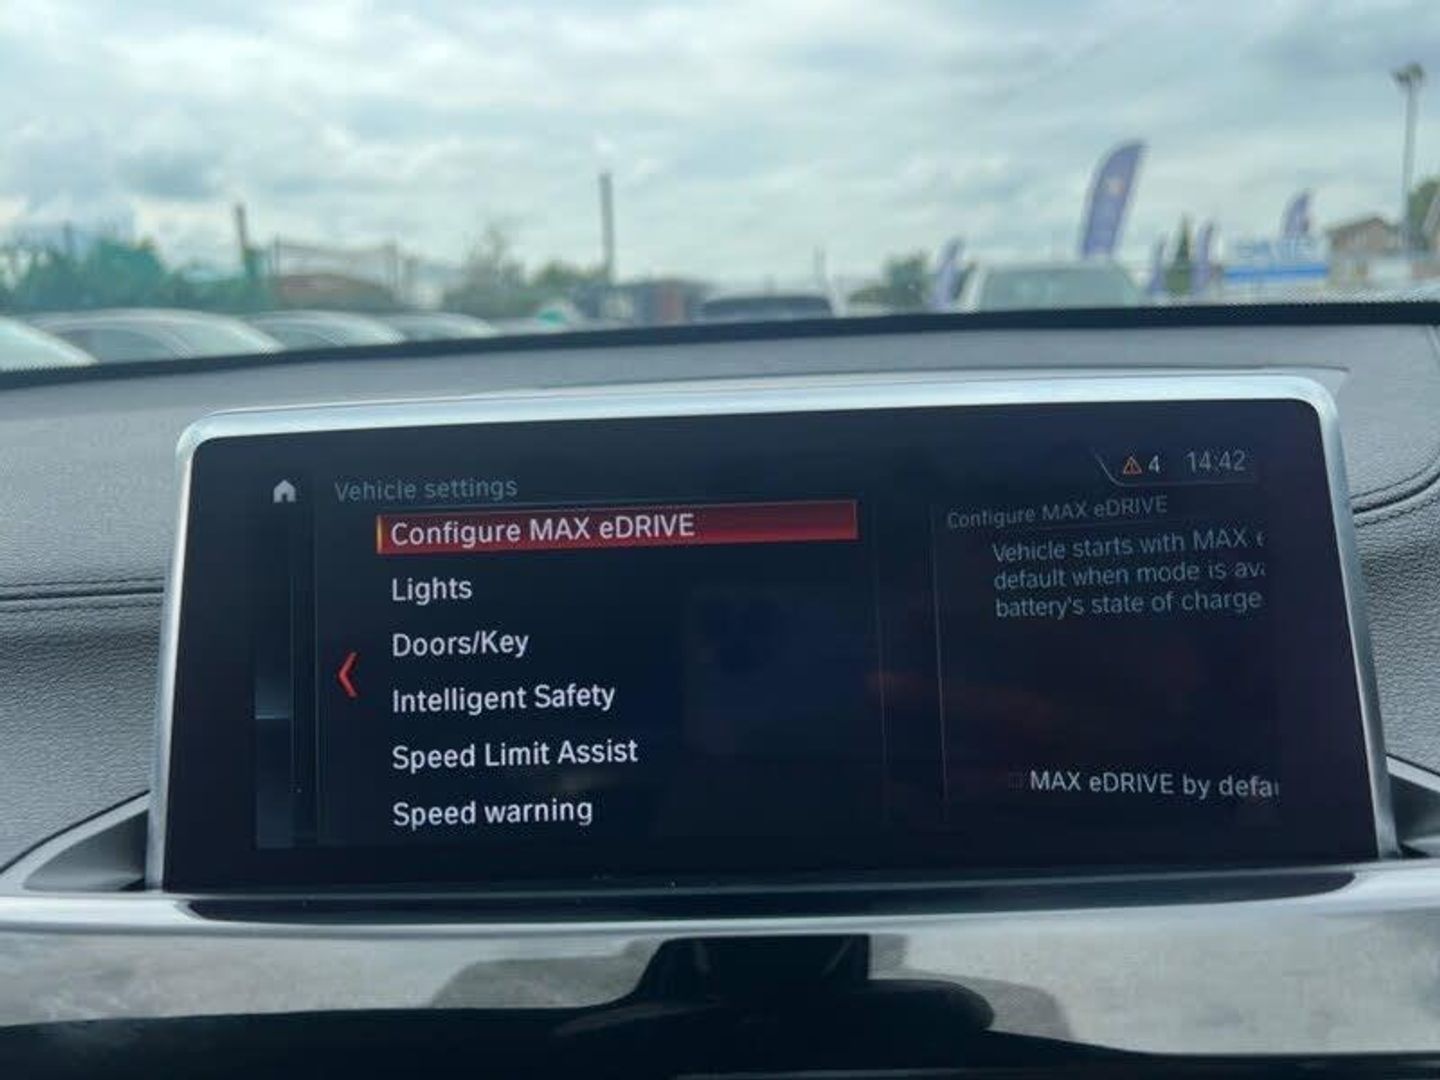 Vehicle settings
4 14:42
Configure MAX eDRIVE
Lights
Doors/Key
Intelligent Safety
Speed Limit Assist
Speed warning
Configure MAX eDRIVE
Vehicle starts with MAX
default when mode is
battery's state of charge
MAX eDRIVE by